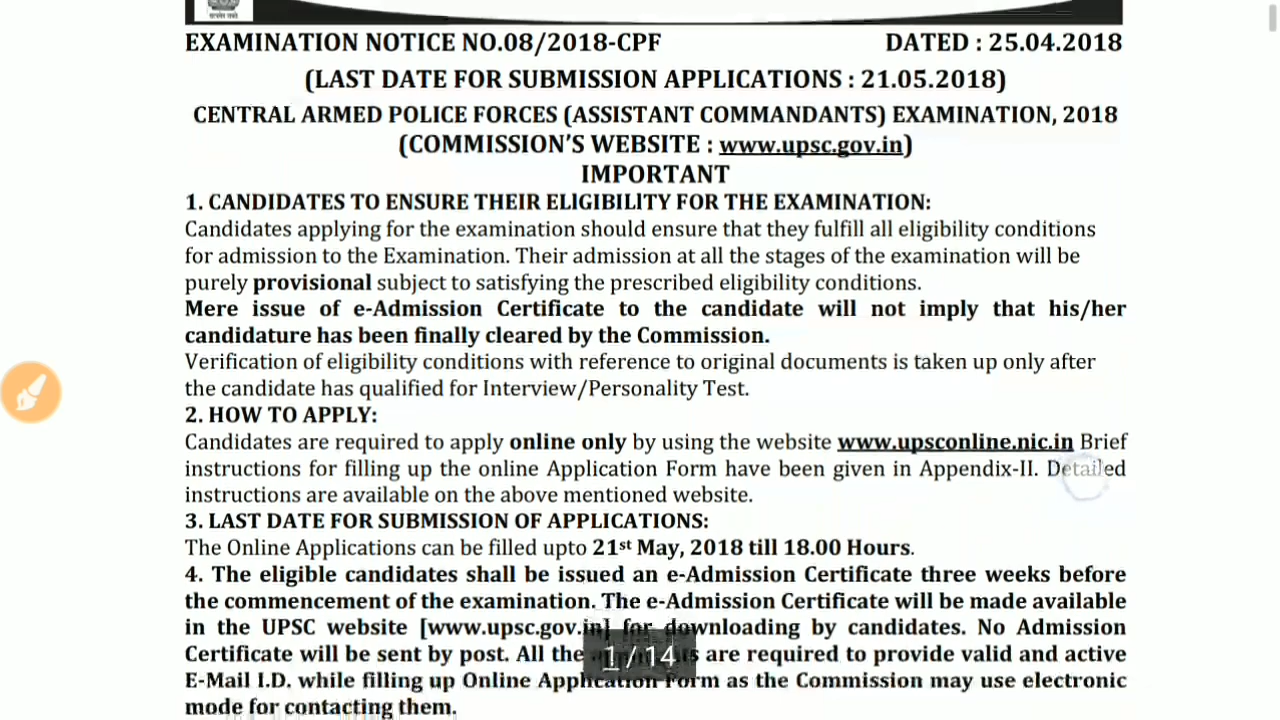 सत्यमेव जयते
EXAMINATION NOTICE NO.08/2018-CPF DATED : 25.04.2018
(LAST DATE FOR SUBMISSION APPLICATIONS : 21.05.2018)
CENTRAL ARMED POLICE FORCES (ASSISTANT COMMANDANTS) EXAMINATION, 2018
(COMMISSION'S WEBSITE : www.upsc.gov.in)
IMPORTANT
1. CANDIDATES TO ENSURE THEIR ELIGIBILITY FOR THE EXAMINATION:
Candidates applying for the examination should ensure that they fulfill all eligibility conditions
for admission to the Examination. Their admission at all the stages of the examination will be
purely provisional subject to satisfying the prescribed eligibility conditions.
Mere issue of e-Admission Certificate to the candidate will not imply that his/her
candidature has been finally cleared by the Commission.
Verification of eligibility conditions with reference to original documents is taken up only after
the candidate has qualified for Interview/Personality Test.
2. HOW TO APPLY:
Candidates are required to apply online only by using the website www.upsconline.nic.in Brief
instructions for filling up the online Application Form have been given in Appendix-II. Detailed
instructions are available on the above mentioned website.
3. LAST DATE FOR SUBMISSION OF APPLICATIONS:
The Online Applications can be filled upto 21st May, 2018 till 18.00 Hours.
4. The eligible candidates shall be issued an e-Admission Certificate three weeks before
the commencement of the examination. The e-Admission Certificate will be made available
in the UPSC website [www.upsc.gov.in] for downloading by candidates. No Admission
Certificate will be sent by post. All the are required to provide valid and active
1 / 14
E-Mail I.D. while filling up Online Application Form as the Commission may use electronic
mode for contacting them.